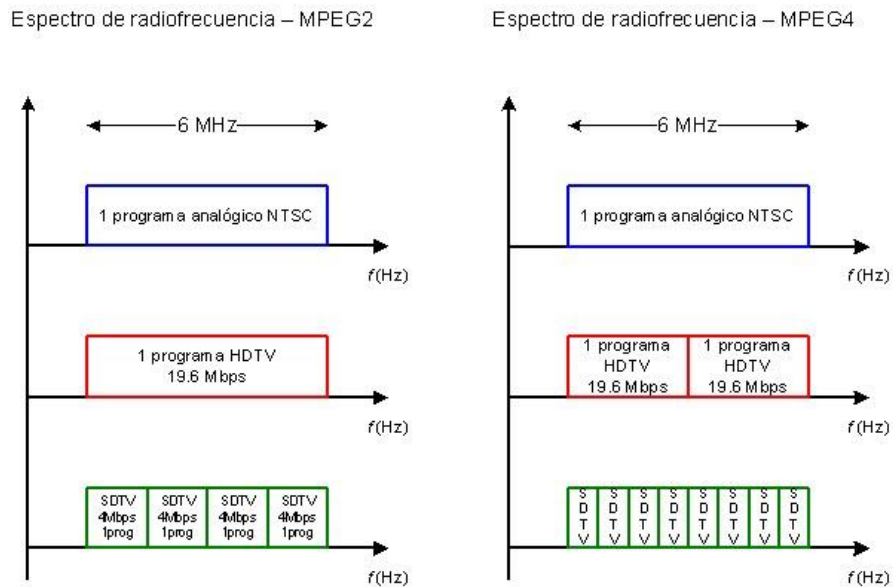 Espectro de radiofrecuencia – MPEG2
6 MHz
1 programa analógico NTSC
f(Hz)
1 programa HDTV
19.6 Mbps
f(Hz)
SDTV
4Mbps
1prog
SDTV
4Mbps
1prog
SDTV
4Mbps
1prog
SDTV
4Mbps
1prog
f(Hz)
Espectro de radiofrecuencia – MPEG4
6 MHz
1 programa analógico NTSC
f(Hz)
1 programa
HDTV
19.6 Mbps
1 programa
HDTV
19.6 Mbps
f(Hz)
SDTV
SDTV
SDTV
SDTV
SDTV
SDTV
SDTV
SDTV
f(Hz)